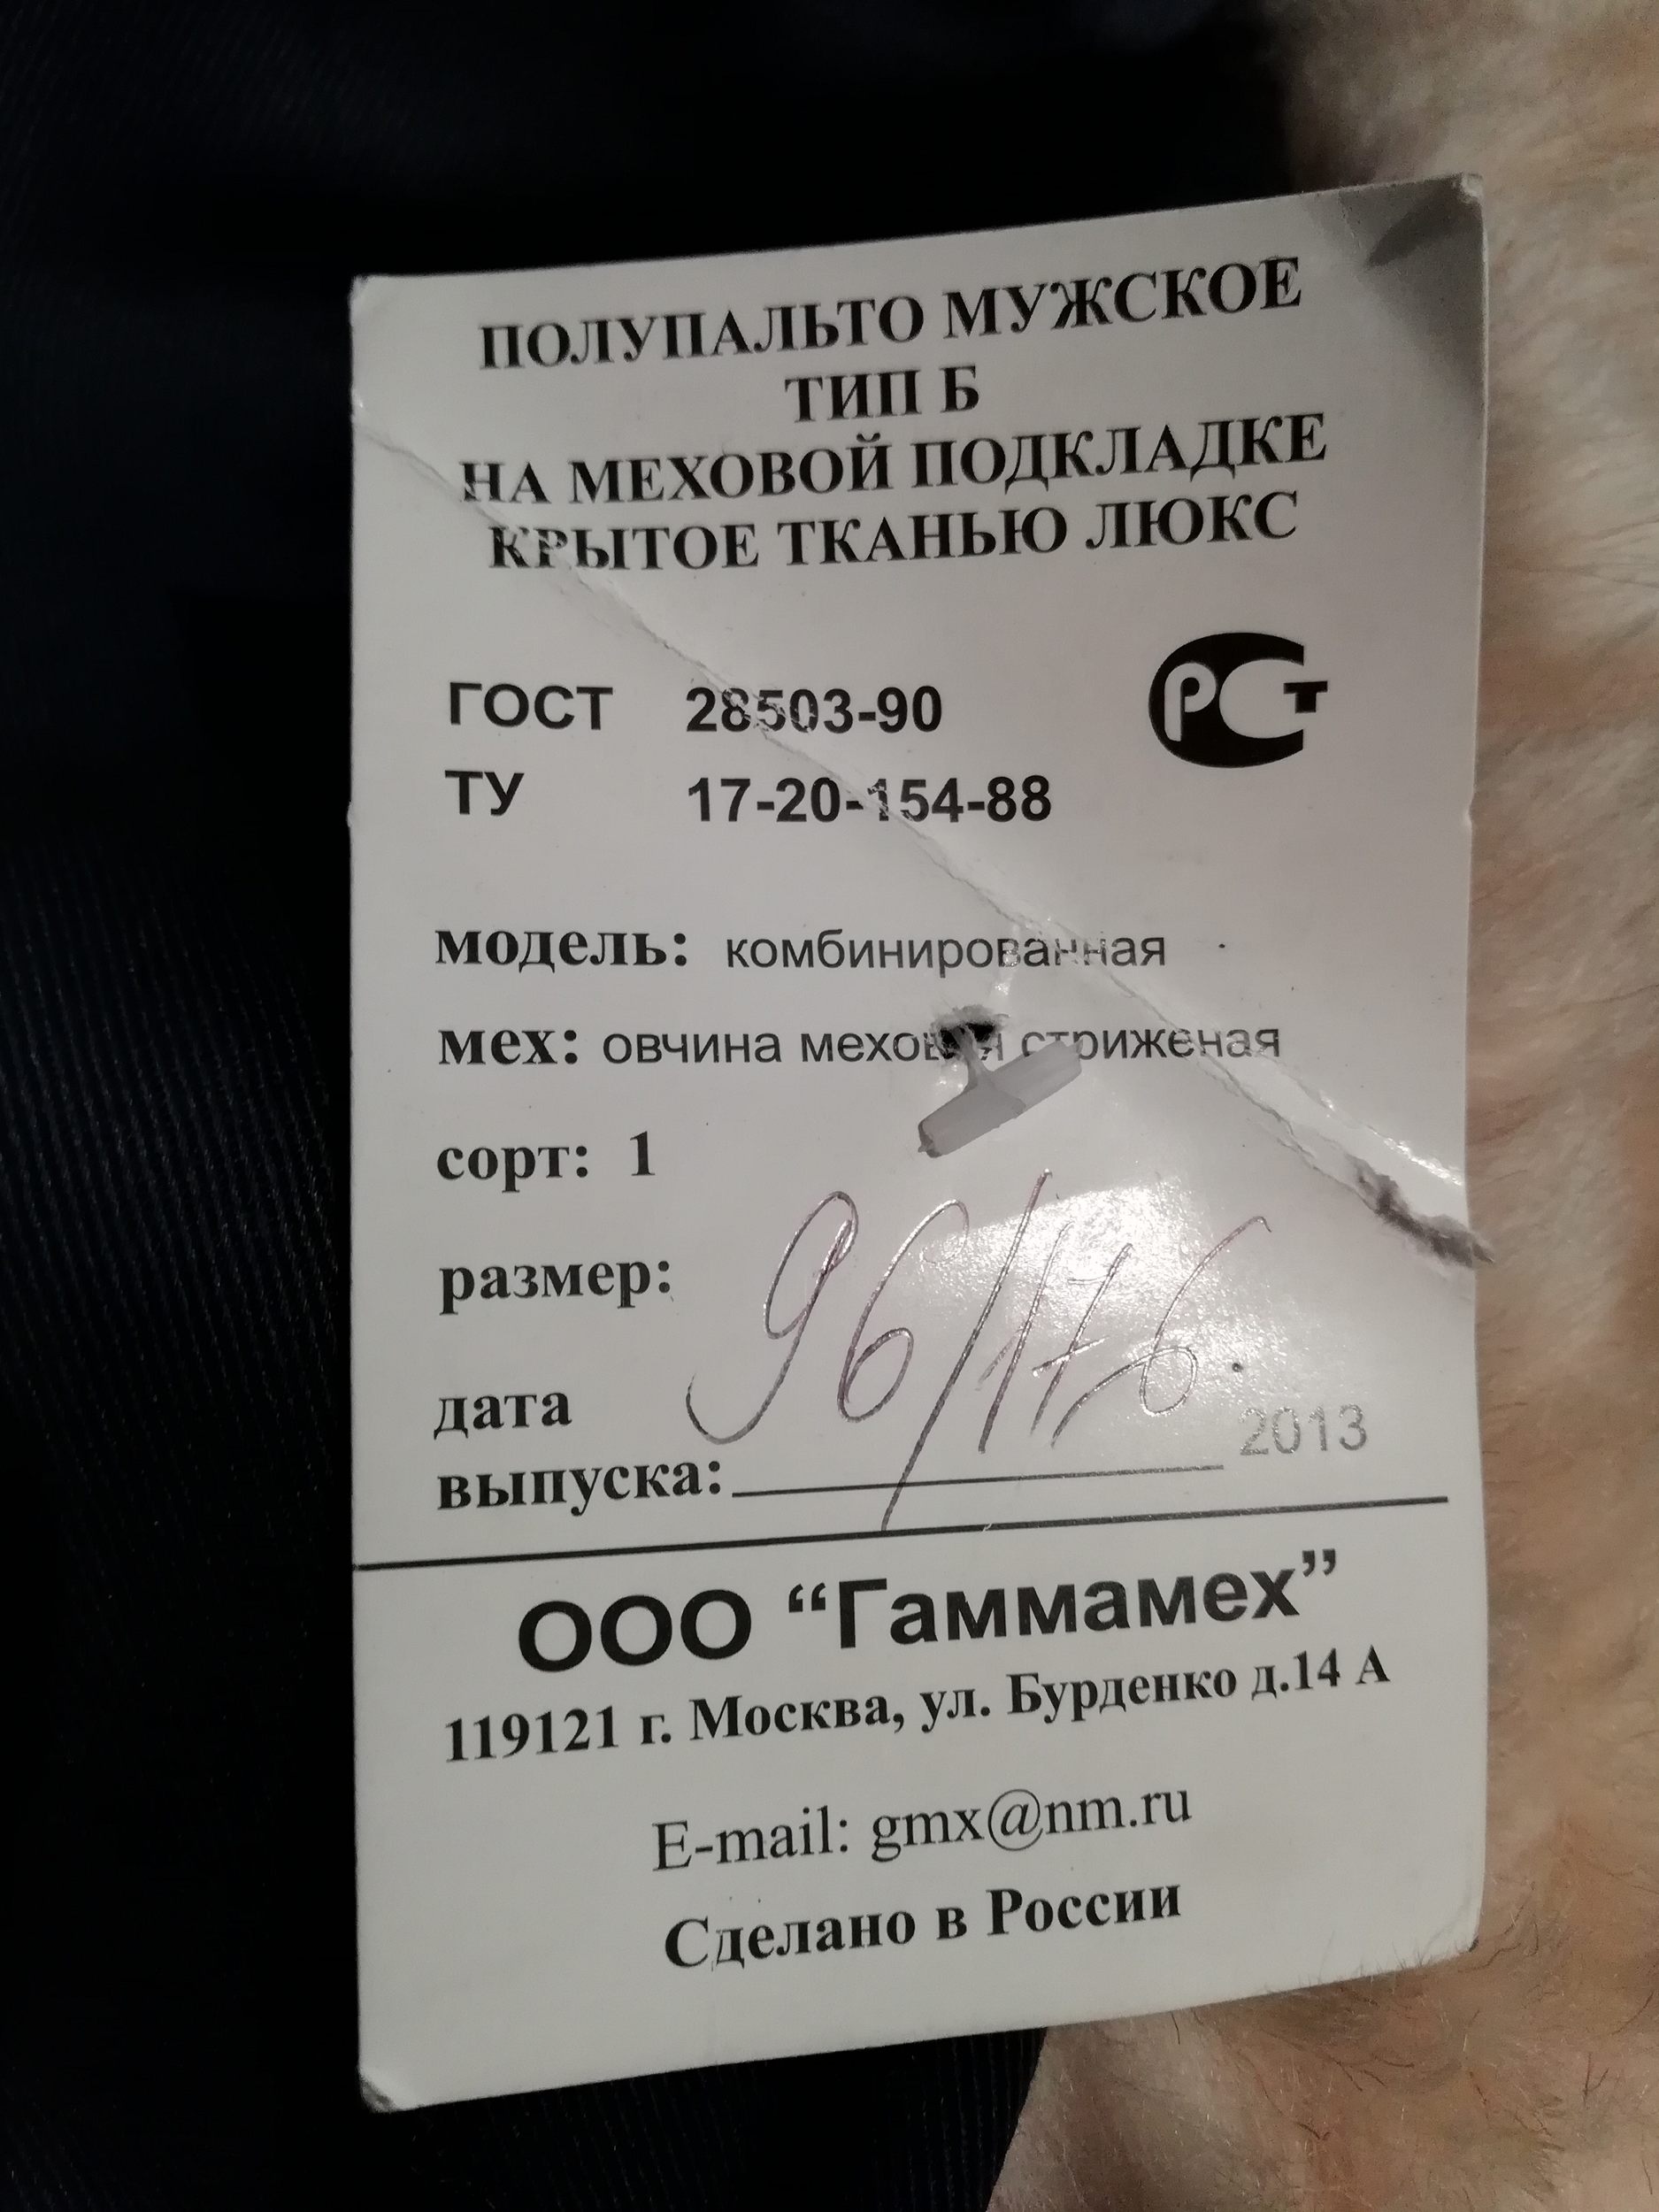 ПОЛУПАЛЬТО МУЖСКОЕ
ТИП Б
НА МЕХОВОЙ ПОДКЛАДКЕ
КРЫТОЕ ТКАНЬЮ ЛЮКС
ГОСТ 28503-90
РСТ
ТУ 17-20-154-88
модель: комбинированная
мех: овчина меховая стриженая
сорт: 1
размер: 96/176.
дата
выпуска: 2013
ООО “Гаммамех”
119121 г. Москва, ул. Бурденко д.14 А
E-mail: gmx@nm.ru
Сделано в России